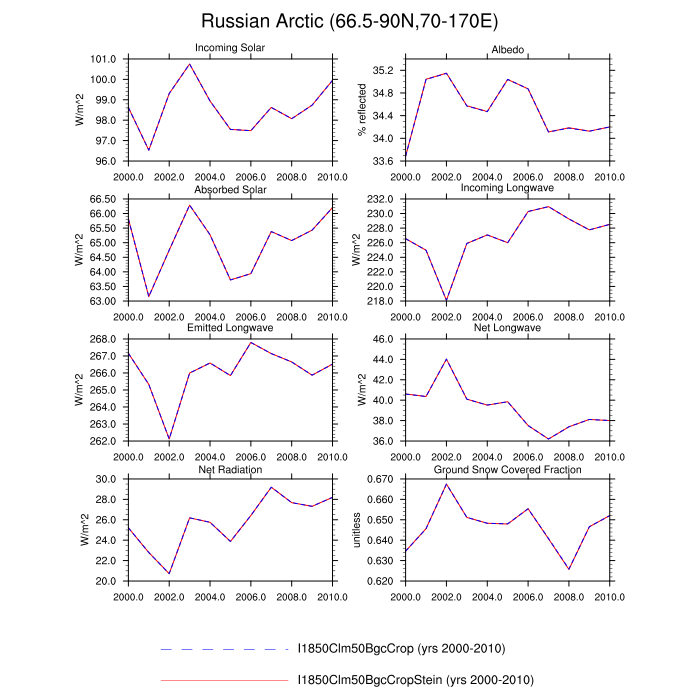 Russian Arctic (66.5-90N,70-170E)
Incoming Solar
W/m^2
101.0
100.0
99.0
98.0
97.0
96.0
2000.0 2002.0 2004.0 2006.0 2008.0 2010.0
Albedo
% reflected
35.2
34.8
34.4
34.0
33.6
2000.0 2002.0 2004.0 2006.0 2008.0 2010.0
Absorbed Solar
W/m^2
66.50
66.00
65.50
65.00
64.50
64.00
63.50
63.00
2000.0 2002.0 2004.0 2006.0 2008.0 2010.0
Incoming Longwave
W/m^2
232.0
230.0
228.0
226.0
224.0
222.0
220.0
218.0
2000.0 2002.0 2004.0 2006.0 2008.0 2010.0
Emitted Longwave
W/m^2
268.0
267.0
266.0
265.0
264.0
263.0
262.0
2000.0 2002.0 2004.0 2006.0 2008.0 2010.0
Net Longwave
W/m^2
46.0
44.0
42.0
40.0
38.0
36.0
2000.0 2002.0 2004.0 2006.0 2008.0 2010.0
Net Radiation
W/m^2
30.0
28.0
26.0
24.0
22.0
20.0
2000.0 2002.0 2004.0 2006.0 2008.0 2010.0
Ground Snow Covered Fraction
unitless
0.670
0.660
0.650
0.640
0.630
0.620
2000.0 2002.0 2004.0 2006.0 2008.0 2010.0
I1850Clm50BgcCrop (yrs 2000-2010)
I1850Clm50BgcCropStein (yrs 2000-2010)